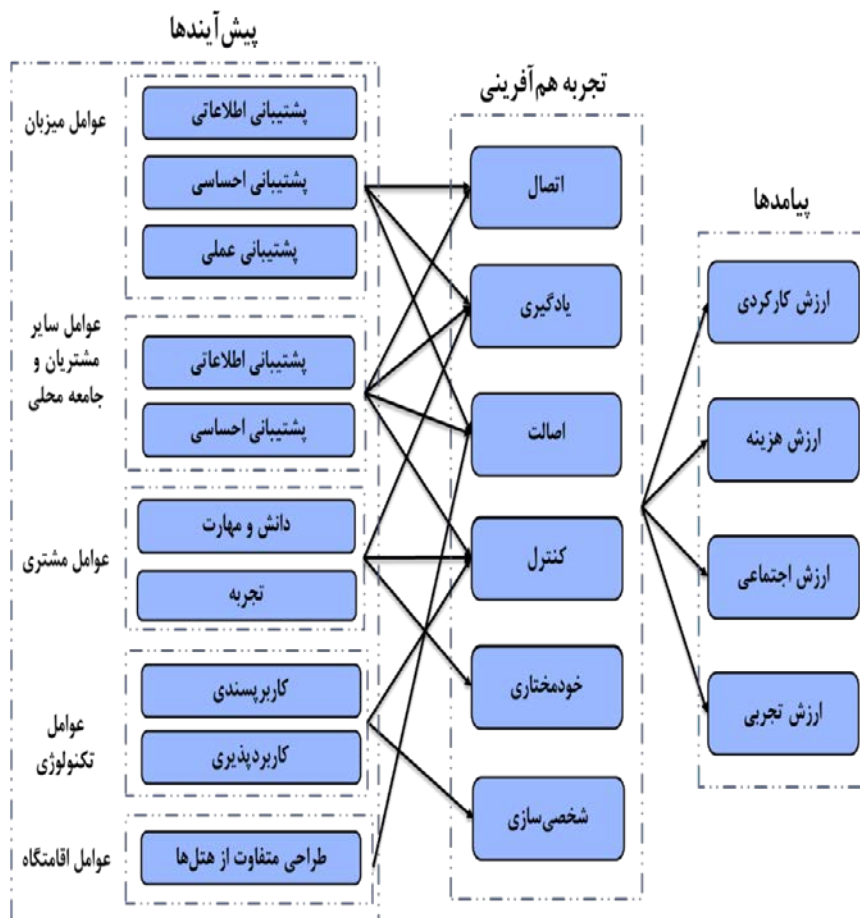 پیش‌آیندها
عوامل میزبان
پشتیبانی اطلاعاتی
پشتیبانی احساسی
پشتیبانی عملی
عوامل سایر
مشتریان و
جامعه محلی
پشتیبانی اطلاعاتی
پشتیبانی احساسی
عوامل مشتری
دانش و مهارت
تجربه
عوامل
تکنولوژی
کاربرپسندی
کاربردپذیری
عوامل اقامتگاه
طراحی متفاوت از هتل‌ها
تجربه هم‌آفرینی
اتصال
یادگیری
اصالت
کنترل
خودمختاری
شخصی‌سازی
پیامدها
ارزش کارکردی
ارزش هزینه
ارزش اجتماعی
ارزش تجربی